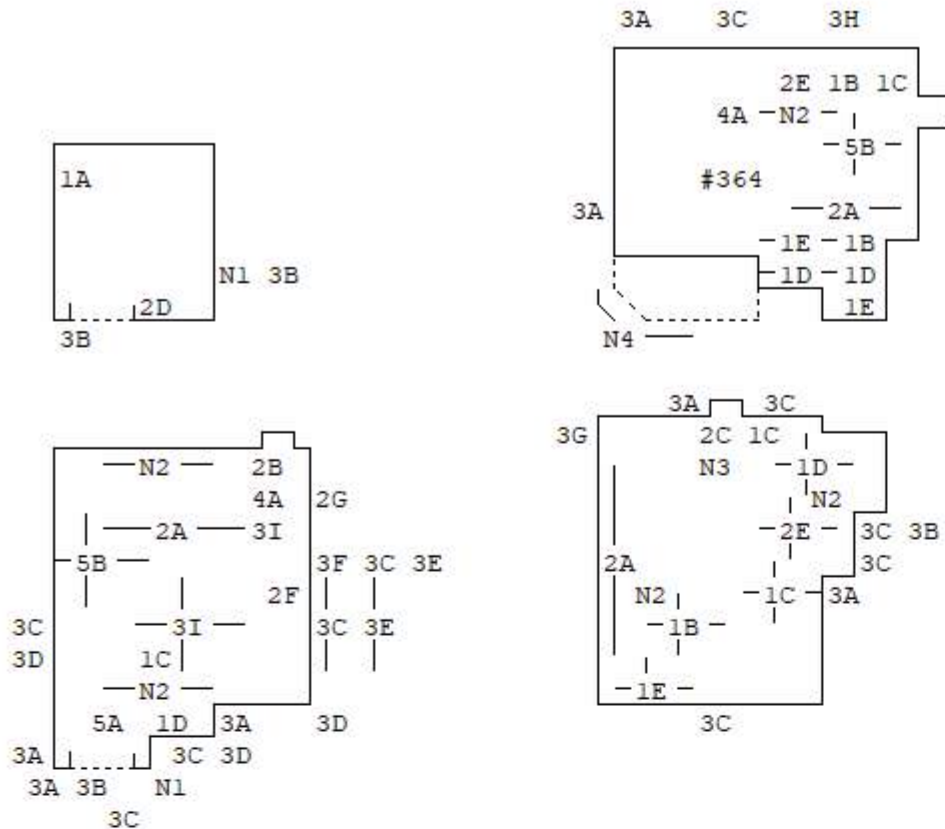 3A 3C 3H
2E 1B 1C
4A N2
5B
1A
#364
3A
2A
1E 1B
N1 3B
1D 1D
2D
1E
3B
N4
3A 3C
3G
2C 1C
N2 2B
N3 1D
4A 2G
N2
2A 3I
2E 3C 3B
5B
3F 3C 3E
2A
3C
2F
N2
1C 3A
3C
3I
3C 3E
1B
3D
1C
N2
1E
5A 1D 3A
3D
3C
3A
3C 3D
3A 3B N1
3C